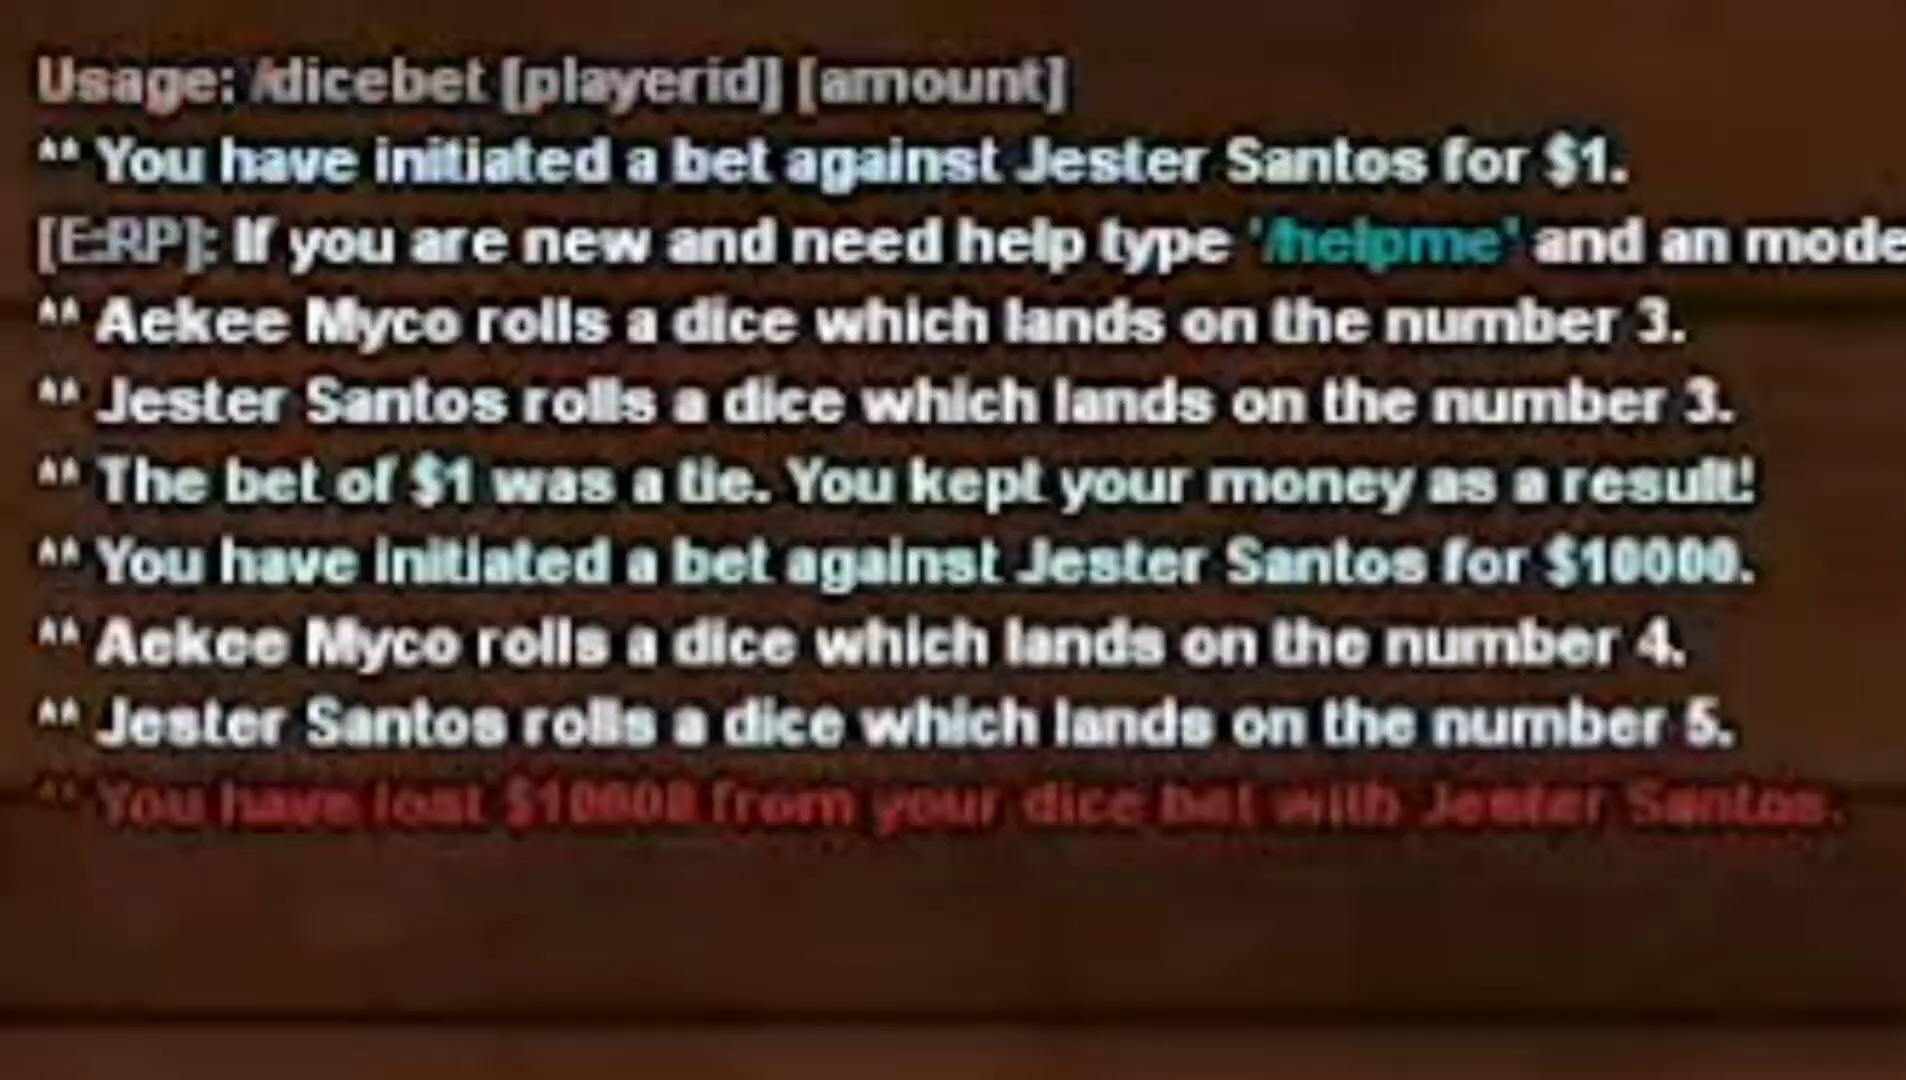 Usage: /dicebet [playerid] [amount]
** You have initiated a bet against Jester Santos for $1.
[E:RP]: If you are new and need help type '/helpme' and an mode
** Aekee Myco rolls a dice which lands on the number 3.
** Jester Santos rolls a dice which lands on the number 3.
** The bet of $1 was a tie. You kept your money as a result!
** You have initiated a bet against Jester Santos for $10000.
** Aekee Myco rolls a dice which lands on the number 4.
** Jester Santos rolls a dice which lands on the number 5.
** You have lost $10000 from your dice bet with Jester Santos.